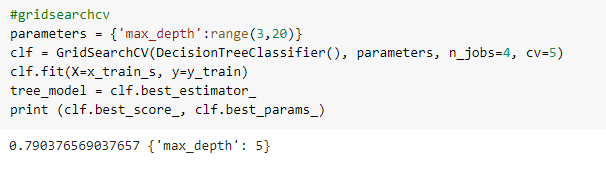 #gridsearchcv
parameters = {'max_depth':range(3,20)}
clf = GridSearchCV(DecisionTreeClassifier(), parameters, n_jobs=4, cv=5)
clf.fit(X=x_train_s, y=y_train)
tree_model = clf.best_estimator_
print (clf.best_score_, clf.best_params_)
0.790376569037657 {'max_depth': 5}